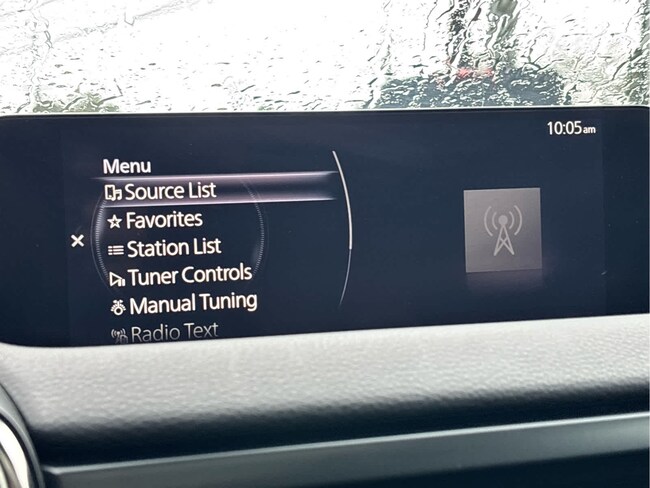 10:05am
Menu
Source List
Favorites
Station List
Tuner Controls
Manual Tuning
Radio Text